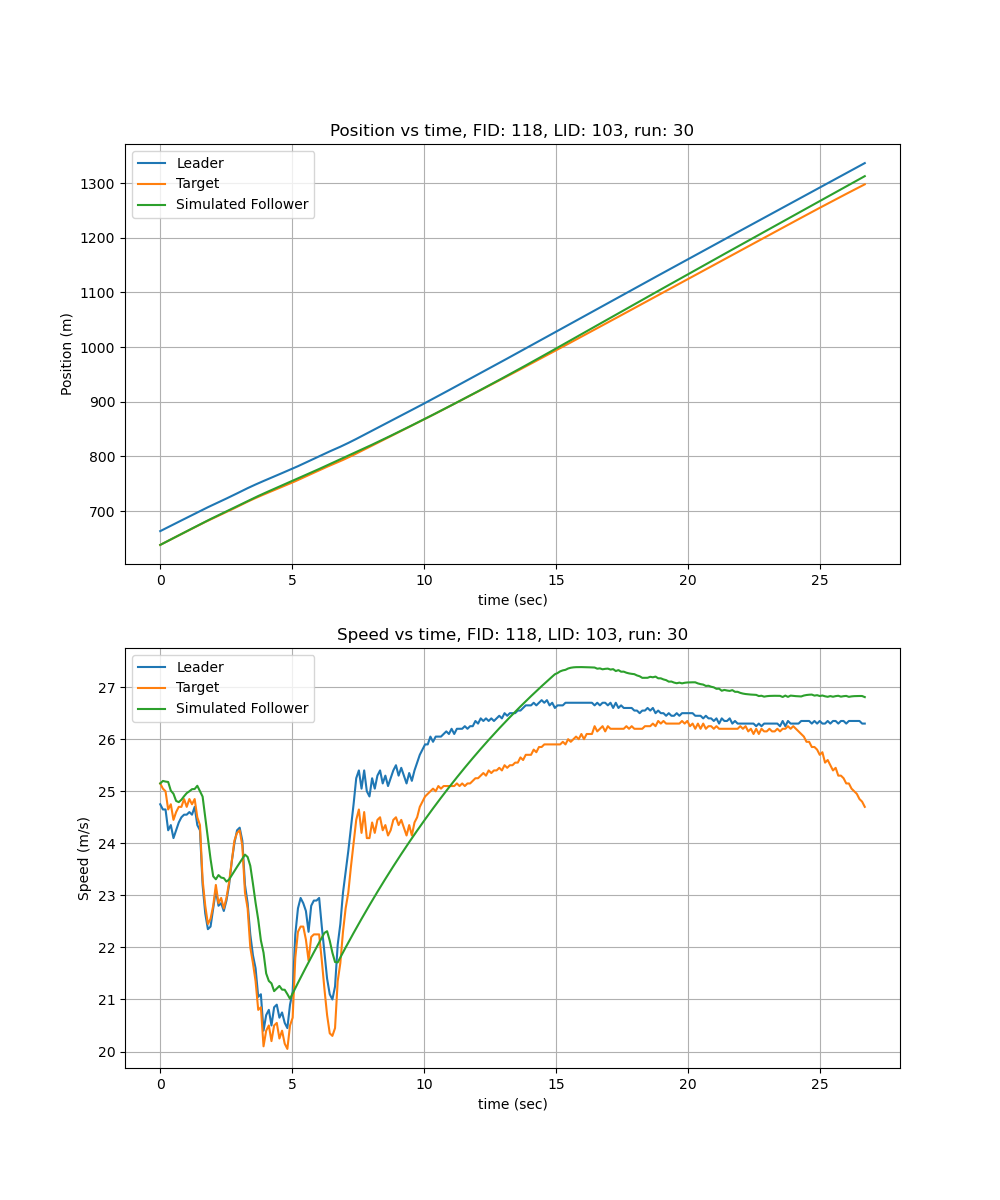 Position vs time, FID: 118, LID: 103, run: 30
Leader
Target
Simulated Follower
1300
1200
1100
1000
900
800
700
Position (m)
0 5 10 15 20 25
time (sec)
Speed vs time, FID: 118, LID: 103, run: 30
Leader
Target
Simulated Follower
27
26
25
24
23
22
21
20
Speed (m/s)
0 5 10 15 20 25
time (sec)